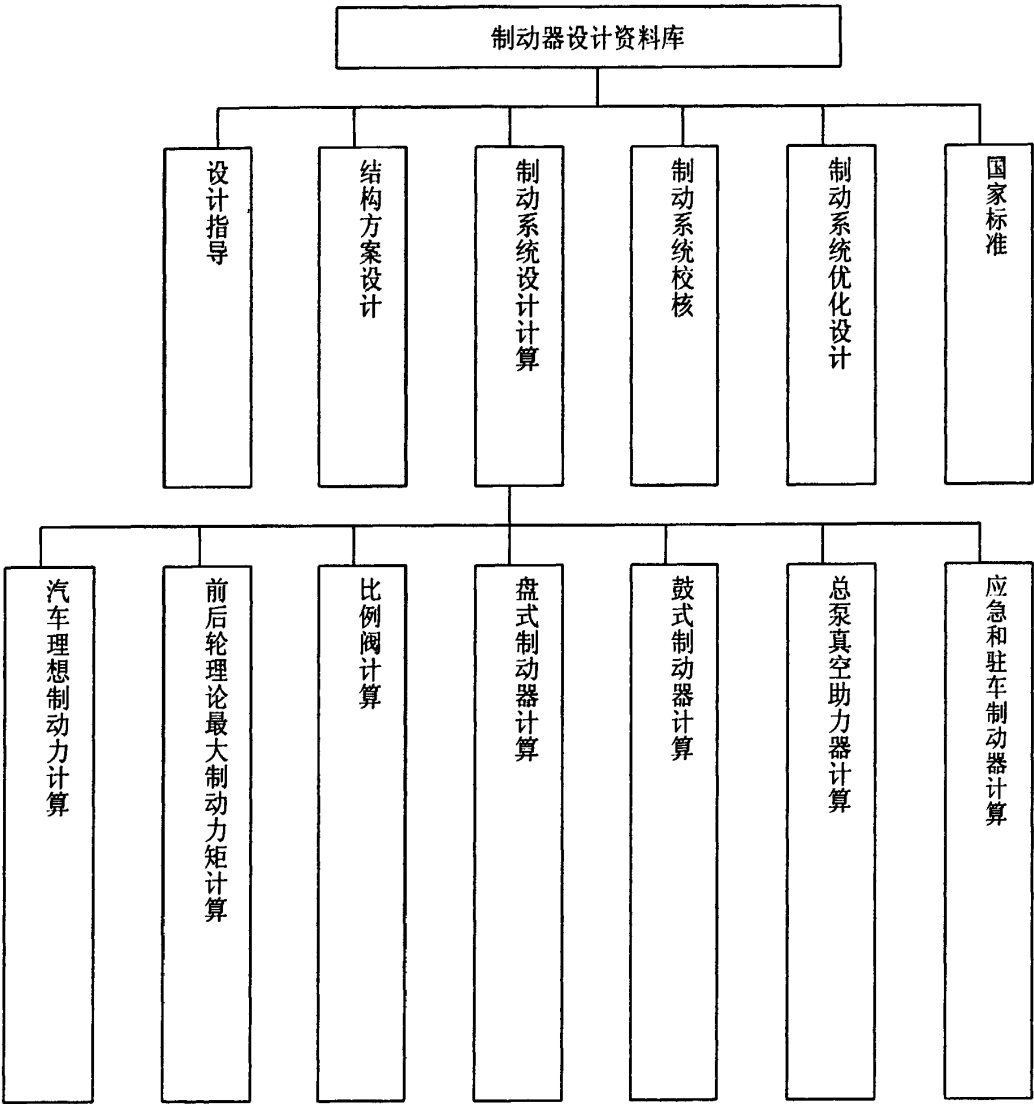 制动器设计资料库
设计指导
结构方案设计
制动系统设计计算
制动系统校核
制动系统优化设计
国家标准
汽车理想制动力计算
前后轮理论最大制动力矩计算
比例阀计算
盘式制动器计算
鼓式制动器计算
总泵真空助力器计算
应急和驻车制动器计算